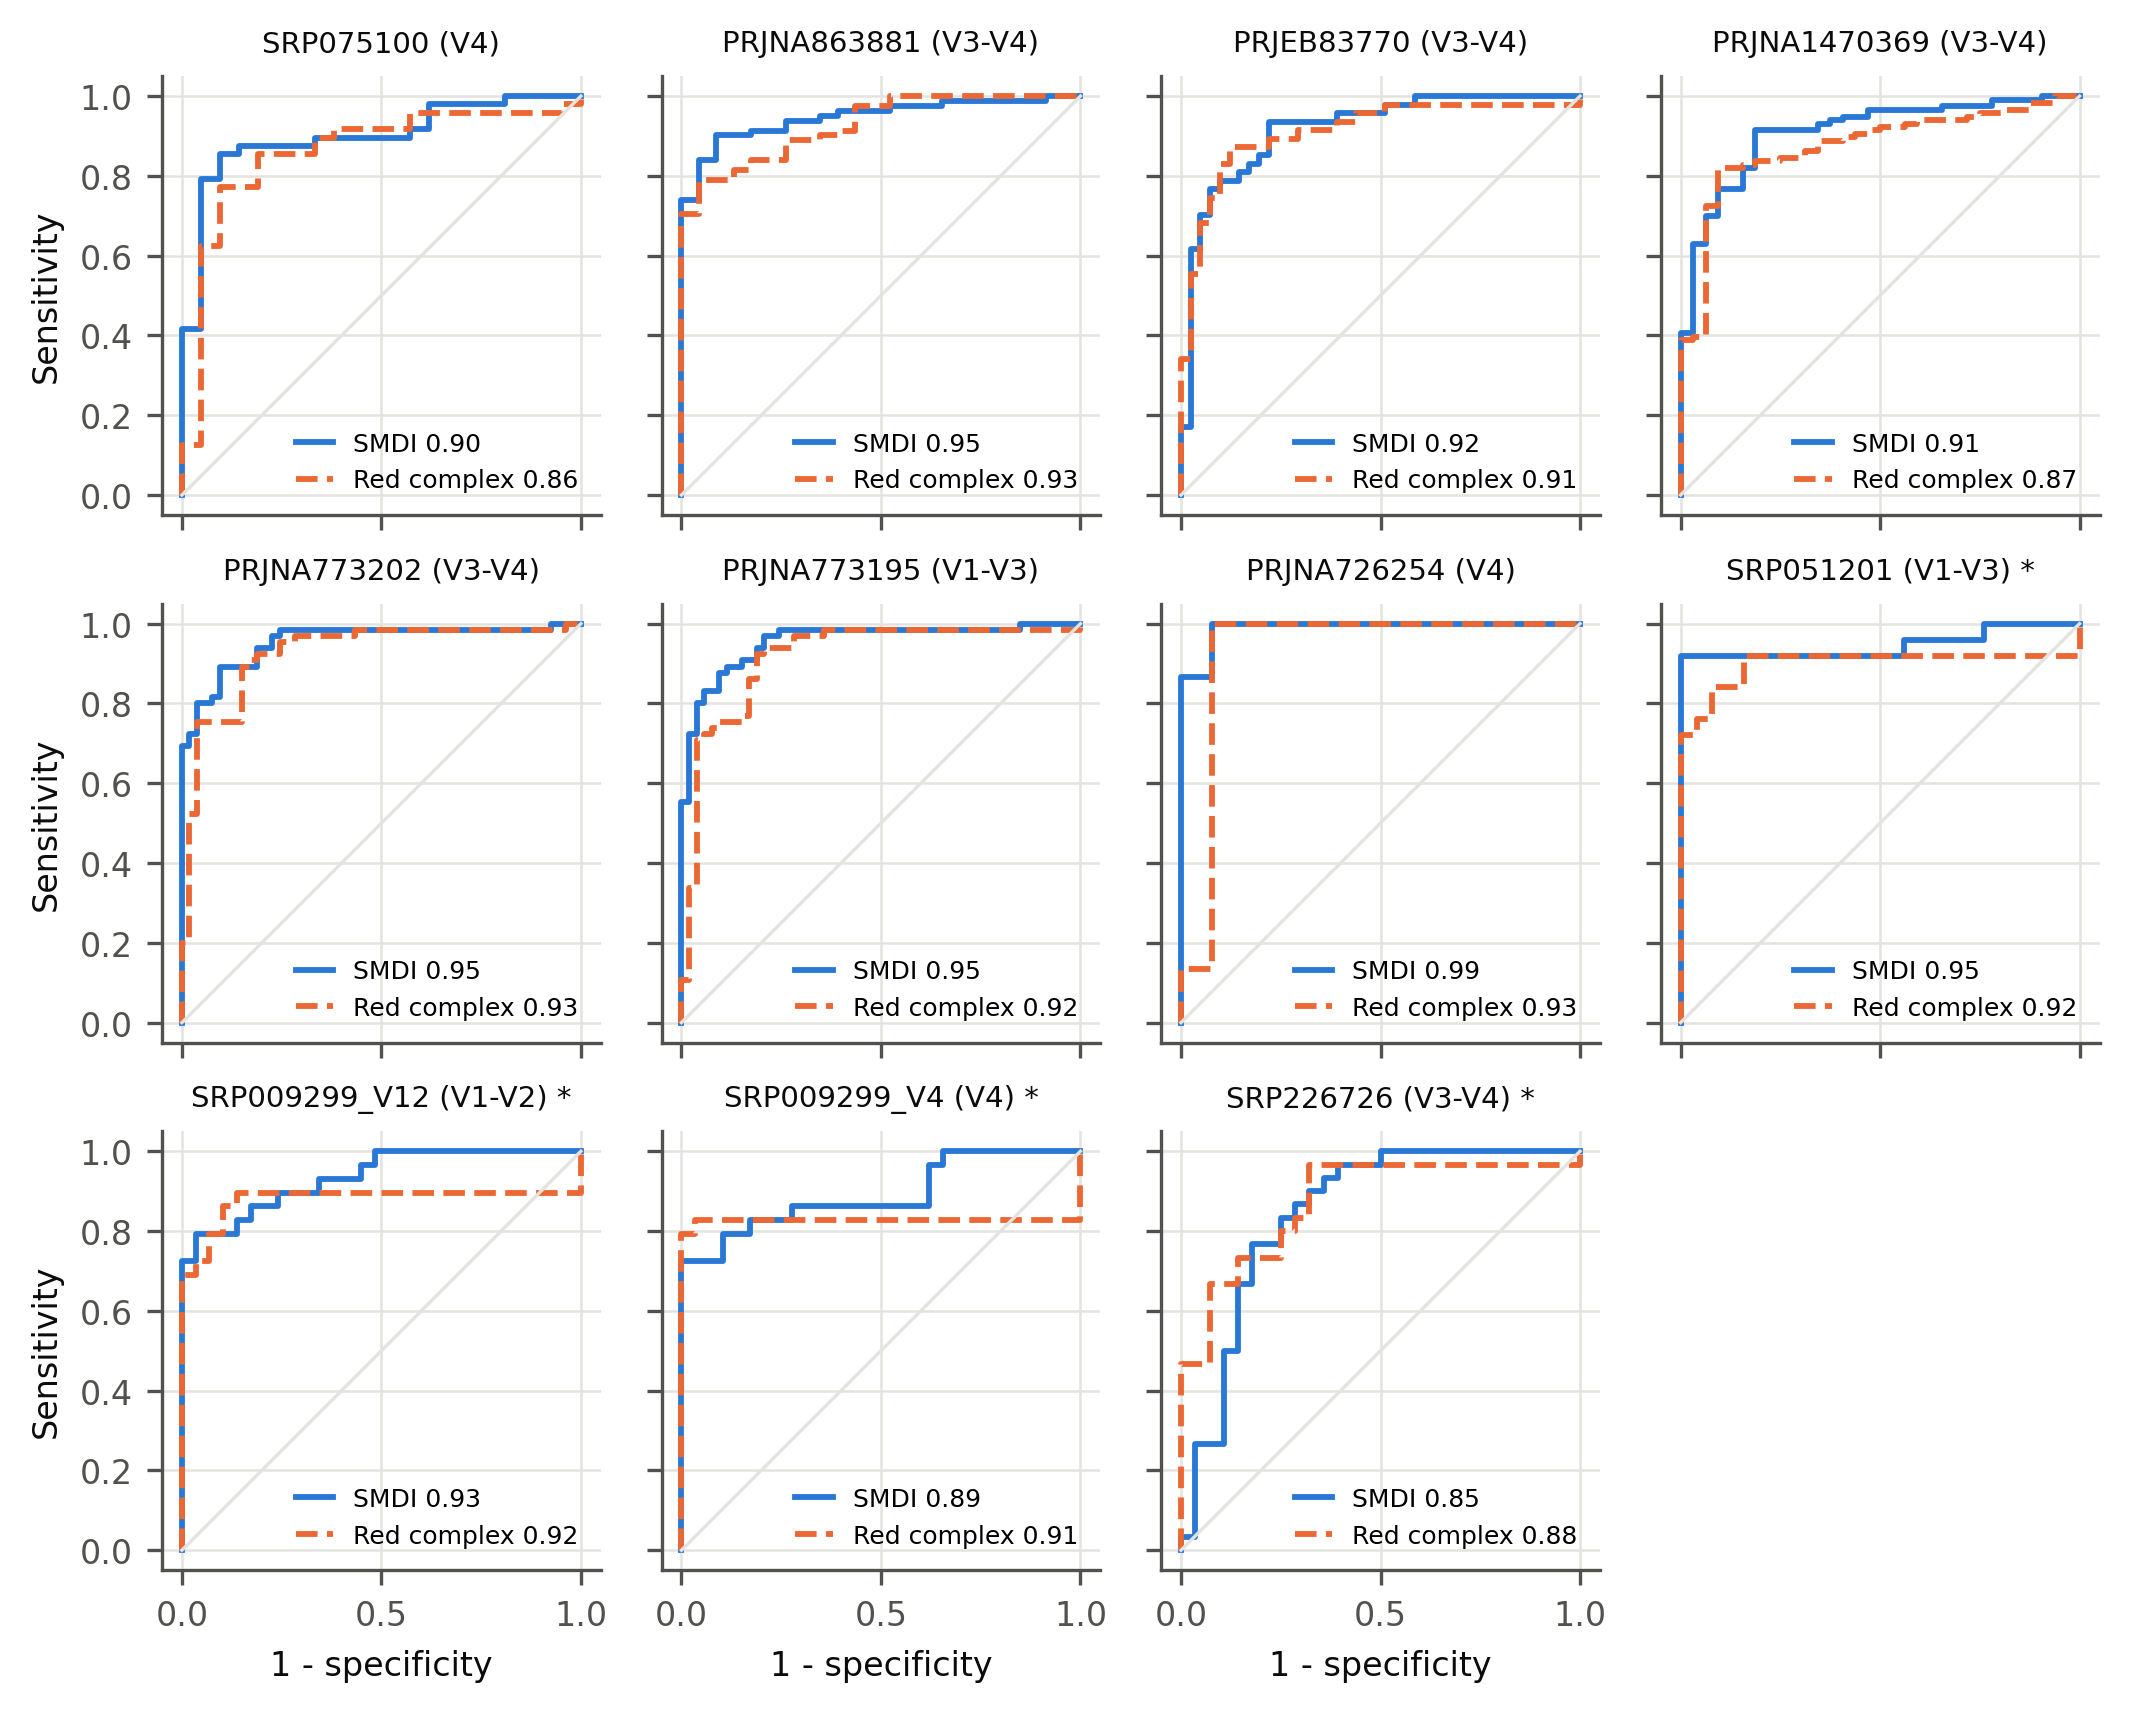 SRP075100 (V4)
PRJNA863881 (V3-V4)
PRJEB83770 (V3-V4)
PRJNA1470369 (V3-V4)
Sensitivity
1.0
0.8
0.6
0.4
0.2
0.0
SMDI 0.90
Red complex 0.86
SMDI 0.95
Red complex 0.93
SMDI 0.92
Red complex 0.91
SMDI 0.91
Red complex 0.87
PRJNA773202 (V3-V4)
PRJNA773195 (V1-V3)
PRJNA726254 (V4)
SRP051201 (V1-V3) *
Sensitivity
1.0
0.8
0.6
0.4
0.2
0.0
SMDI 0.95
Red complex 0.93
SMDI 0.95
Red complex 0.92
SMDI 0.99
Red complex 0.93
SMDI 0.95
Red complex 0.92
SRP009299_V12 (V1-V2) *
SRP009299_V4 (V4) *
SRP226726 (V3-V4) *
Sensitivity
1.0
0.8
0.6
0.4
0.2
0.0
SMDI 0.93
Red complex 0.92
SMDI 0.89
Red complex 0.91
SMDI 0.85
Red complex 0.88
0.0 0.5 1.0
0.0 0.5 1.0
0.0 0.5 1.0
1 - specificity
1 - specificity
1 - specificity